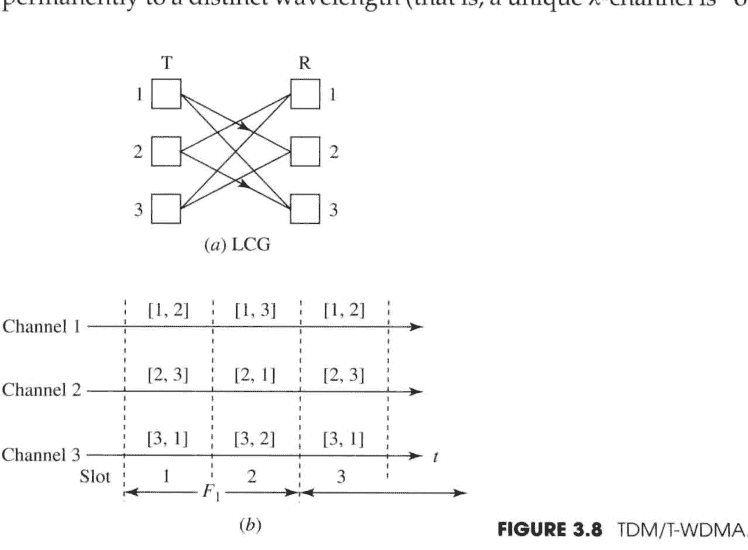 permanently to a distinct wavelength (that is, a unique λ-channel is
T R
1 1
2 2
3 3
(a) LCG
[1, 2] [1, 3] [1, 2]
Channel 1
[2, 3] [2, 1] [2, 3]
Channel 2
[3, 1] [3, 2] [3, 1]
Channel 3 t
Slot 1 2 3
F1
(b)
FIGURE 3.8 TDM/T-WDMA.